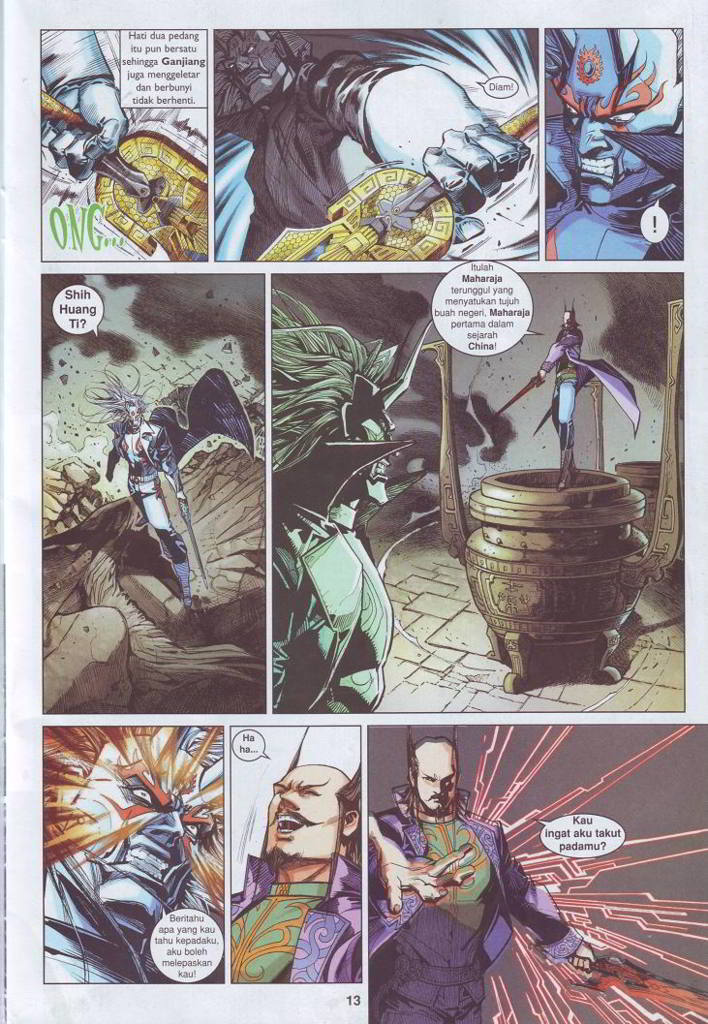 Hati dua pedang
itu pun bersatu
sehingga Ganjiang
juga menggeletar
dan berbunyi
tidak berhenti.
ONG...
Diam!
!
Shih
Huang
Ti?
Itulah
Maharaja
terunggul yang
menyatukan tujuh
buah negeri, Maharaja
pertama dalam
sejarah
China!
Beritahu
apa yang kau
tahu kepadaku,
aku boleh
melepaskan
kau!
Ha
ha...
Kau
ingat aku takut
padamu?
13